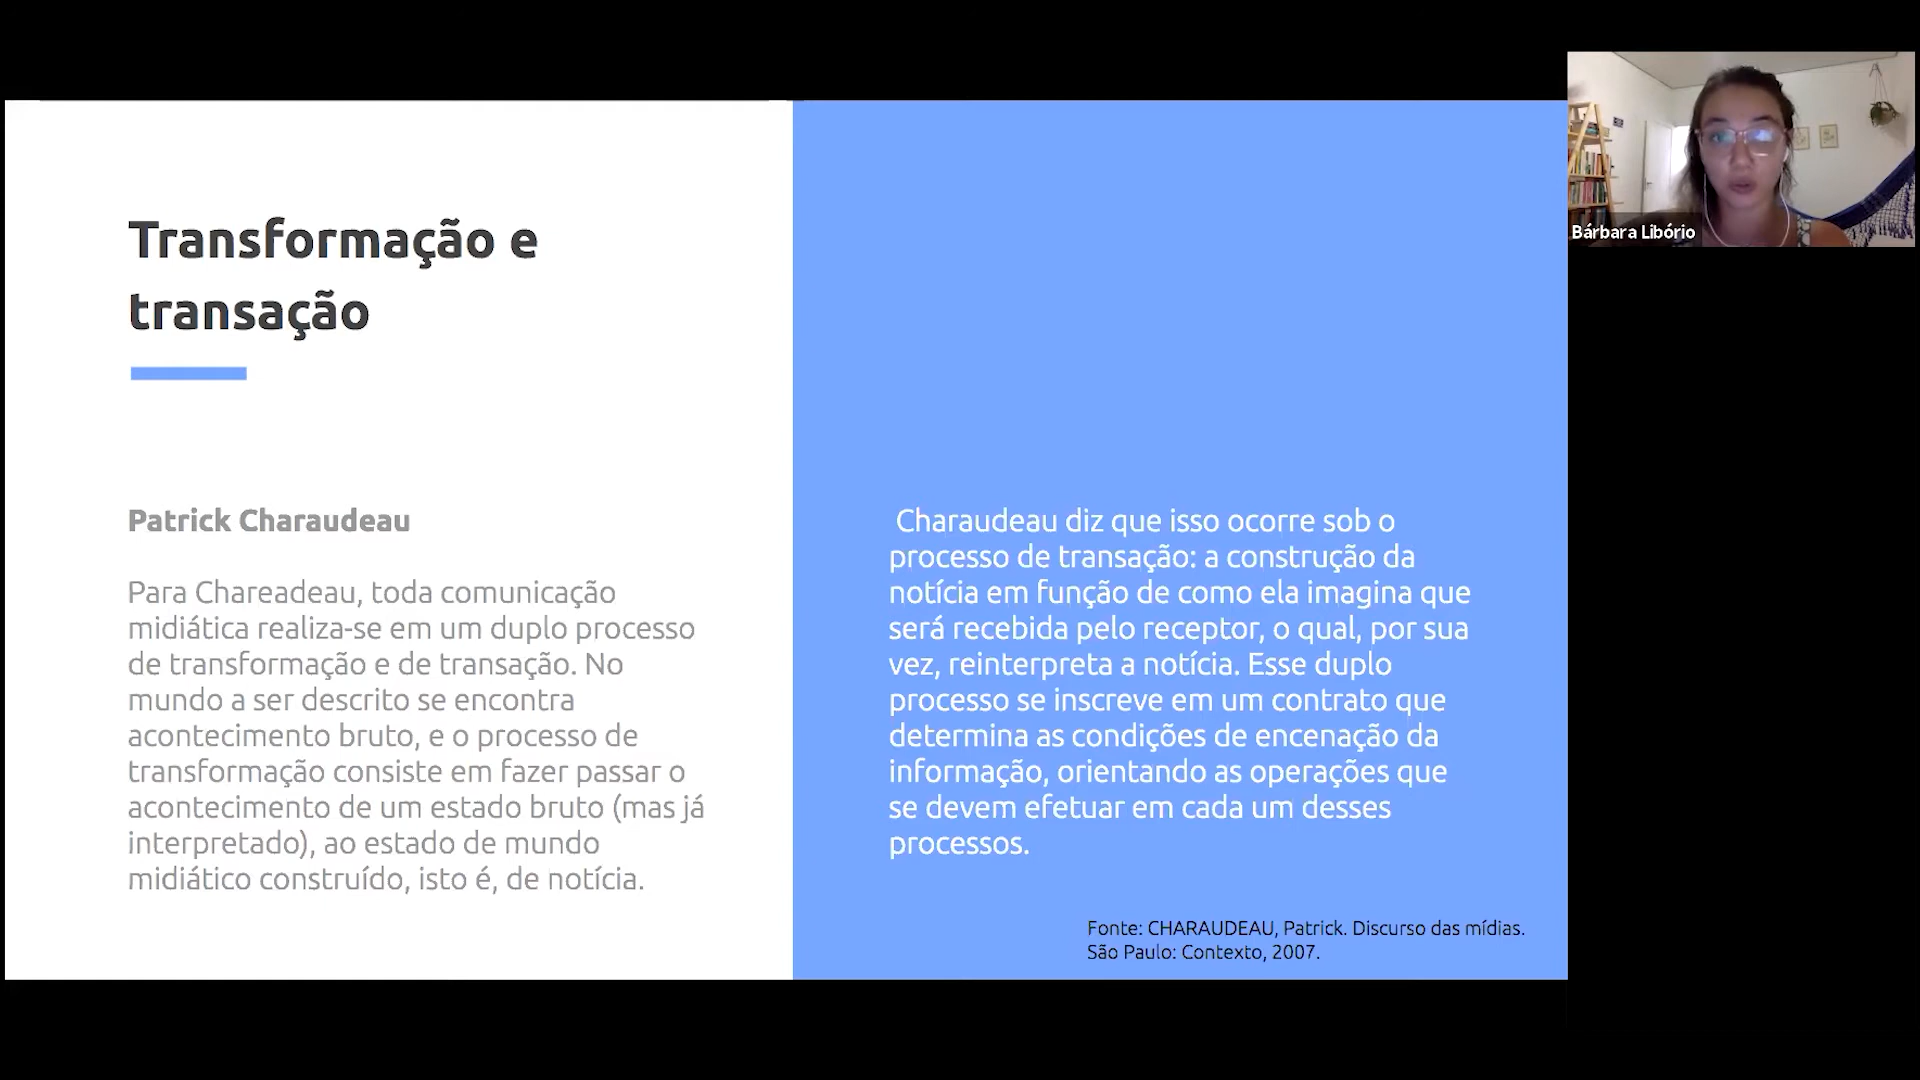 Transformação e
transação
Patrick Charaudeau
Para Chareadeau, toda comunicação
midiática realiza-se em um duplo processo
de transformação e de transação. No
mundo a ser descrito se encontra
acontecimento bruto, e o processo de
transformação consiste em fazer passar o
acontecimento de um estado bruto (mas já
interpretado), ao estado de mundo
midiático construído, isto é, de notícia.
Charaudeau diz que isso ocorre sob o
processo de transação: a construção da
notícia em função de como ela imagina que
será recebida pelo receptor, o qual, por sua
vez, reinterpreta a notícia. Esse duplo
processo se inscreve em um contrato que
determina as condições de encenação da
informação, orientando as operações que
se devem efetuar em cada um desses
processos.
Fonte: CHARAUDEAU, Patrick. Discurso das mídias.
São Paulo: Contexto, 2007.
Bárbara Libório